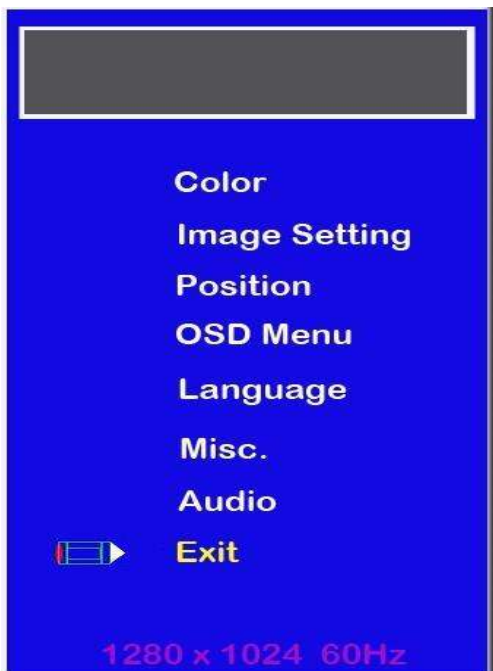 Color
Image Setting
Position
OSD Menu
Language
Misc.
Audio
Exit
1280 x 1024 60Hz